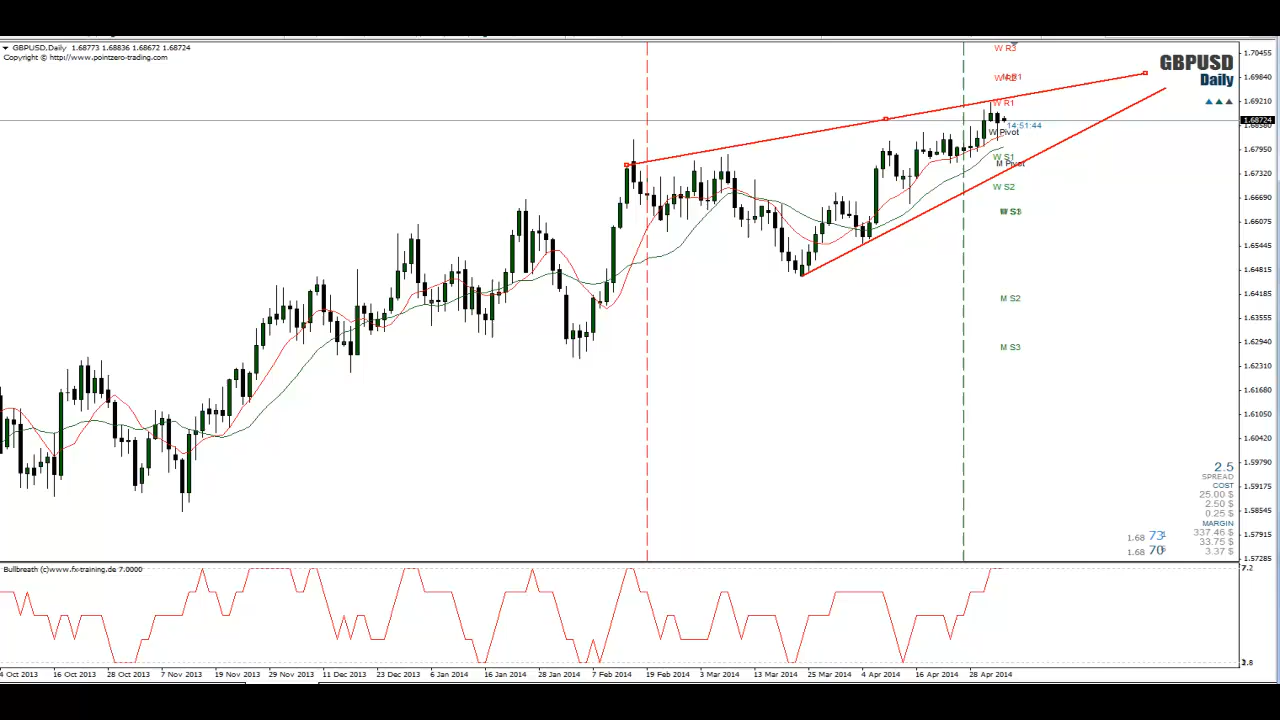 GBPUSD,Daily 1.68773 1.68836 1.68672 1.68724
Copyright © http://www.pointzero-trading.com
GBPUSD
Daily
W R3
W R1
14:51:44
W Pivot
W S1
M Pivot
W S2
M S2
M S3
1.70455
1.69840
1.69210
1.68724
1.68580
1.67950
1.67320
1.66690
1.66075
1.65445
1.64815
1.64185
1.63555
1.62940
1.62310
1.61680
1.61050
1.60420
1.59790
1.59175
1.58545
1.57915
1.57285
2.5
SPREAD
COST
25.00 $
2.50 $
0.25 $
MARGIN
337.46 $
33.75 $
3.37 $
1.68 73
1.68 70
Bullbreath (c)www.fx-training.de 7.0000
7.2
4 Oct 2013 16 Oct 2013 28 Oct 2013 7 Nov 2013 19 Nov 2013 29 Nov 2013 11 Dec 2013 23 Dec 2013 6 Jan 2014 16 Jan 2014 28 Jan 2014 7 Feb 2014 19 Feb 2014 3 Mar 2014 13 Mar 2014 25 Mar 2014 4 Apr 2014 16 Apr 2014 28 Apr 2014